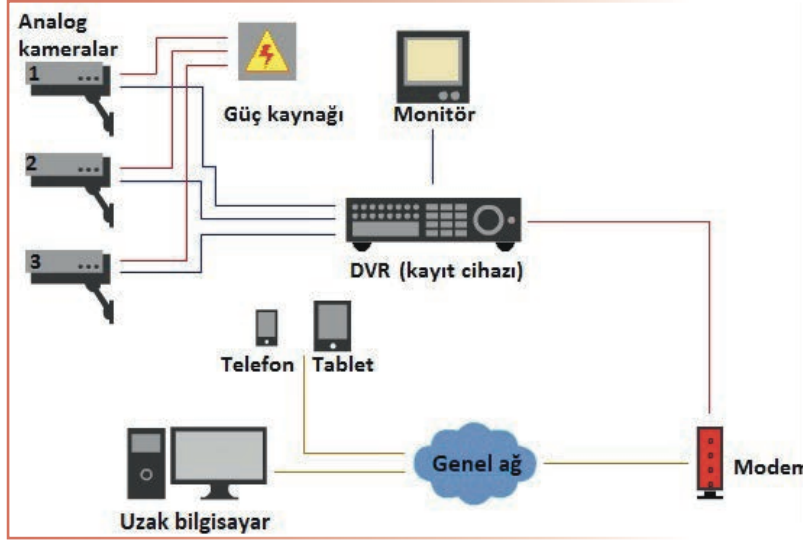 Analog
kameralar
1
2
3
Güç kaynağı
Monitör
DVR (kayıt cihazı)
Telefon
Tablet
Genel ağ
Modem
Uzak bilgisayar